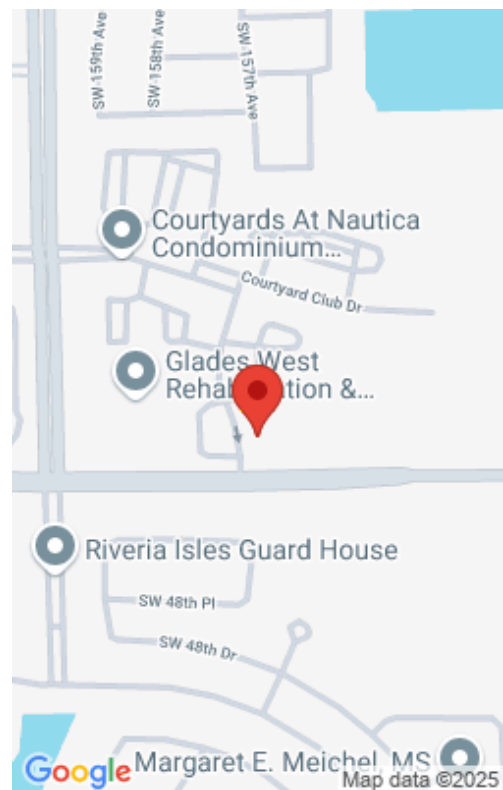 SW 159th Ave
SW 158th Ave
SW 157th Ave
Courtyards At Nautica
Condominium...
Courtyard Club Dr
Glades West
Rehabilitation &...
Riveria Isles Guard House
SW 48th Pl
SW 48th Dr
Margaret E. Meichel, MS
Google
Map data ©2025